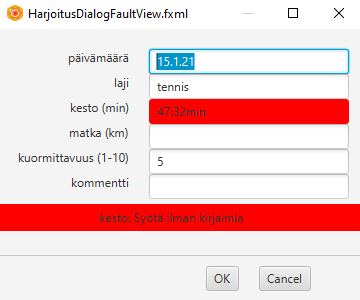 HarjoitusDialogFaultView.fxml
päivämäärä 15.1.21
laji tennis
kesto (min) 47:32min
matka (km)
kuormittavuus (1-10) 5
kommentti
kesto: Syötä ilman kirjaimia
OK Cancel